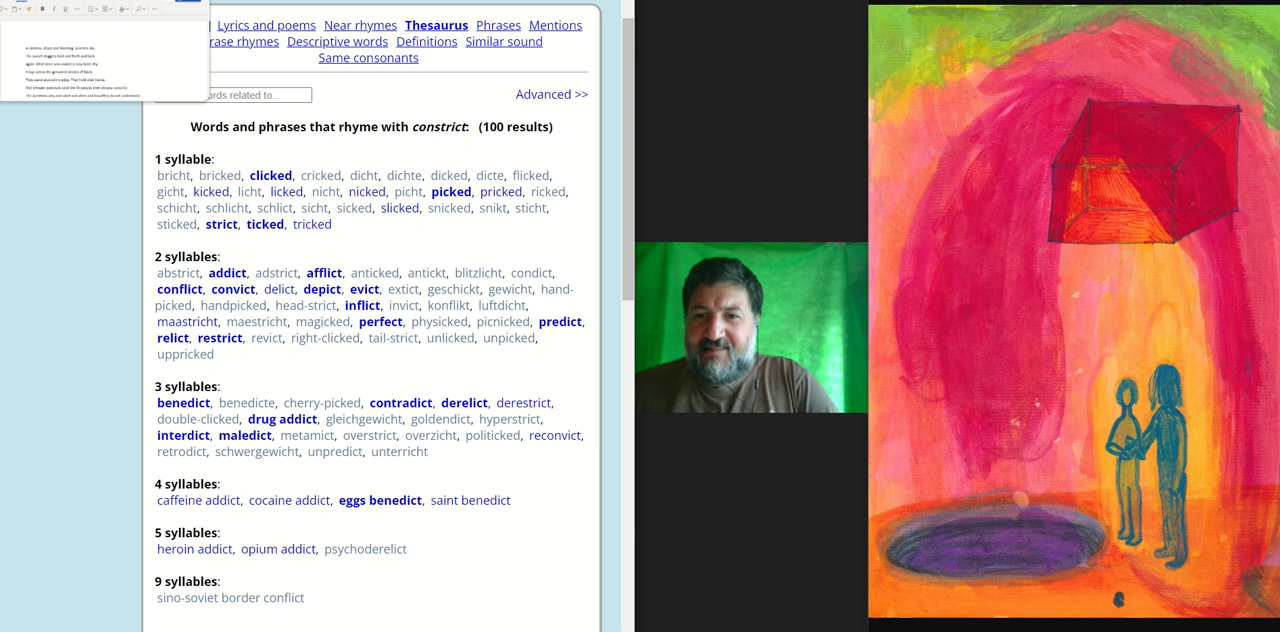 Lyrics and poems Near rhymes Thesaurus Phrases Mentions
rase rhymes Descriptive words Definitions Similar sound
Same consonants
ords related to... Advanced >>
Words and phrases that rhyme with constrict: (100 results)
1 syllable:
bricht, bricked, clicked, cricked, dicht, dichte, dicked, dicte, flicked,
gicht, kicked, licht, licked, nicht, nicked, picht, picked, pricked, ricked,
schicht, schlicht, schlict, sicht, sicked, slicked, snicked, snikt, sticht,
sticked, strict, ticked, tricked
2 syllables:
abstrict, addict, adstrict, afflict, anticked, antickt, blitzlicht, condict,
conflict, convict, delict, depict, evict, extict, geschickt, gewicht, hand-
picked, handpicked, head-strict, inflict, invict, konflikt, luftdicht,
maastricht, maestricht, magicked, perfect, physicked, picnicked, predict,
relict, restrict, revict, right-clicked, tail-strict, unlicked, unpicked,
uppricked
3 syllables:
benedict, benedicte, cherry-picked, contradict, derelict, derestrict,
double-clicked, drug addict, gleichgewicht, goldendict, hyperstrict,
interdict, maledict, metamict, overstrict, overzicht, politicked, reconvict,
retrodict, schwergewicht, unpredict, unterricht
4 syllables:
caffeine addict, cocaine addict, eggs benedict, saint benedict
5 syllables:
heroin addict, opium addict, psychoderelict
9 syllables:
sino-soviet border conflict